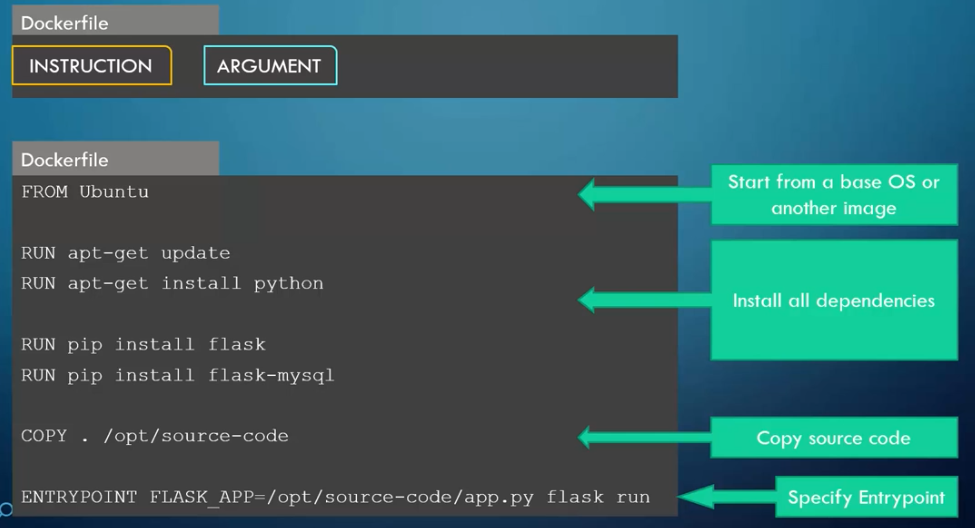 Dockerfile
INSTRUCTION ARGUMENT
Dockerfile
FROM Ubuntu
Start from a base OS or
another image
RUN apt-get update
RUN apt-get install python
Install all dependencies
RUN pip install flask
RUN pip install flask-mysql
COPY . /opt/source-code
Copy source code
ENTRYPOINT FLASK_APP=/opt/source-code/app.py flask run
Specify Entrypoint